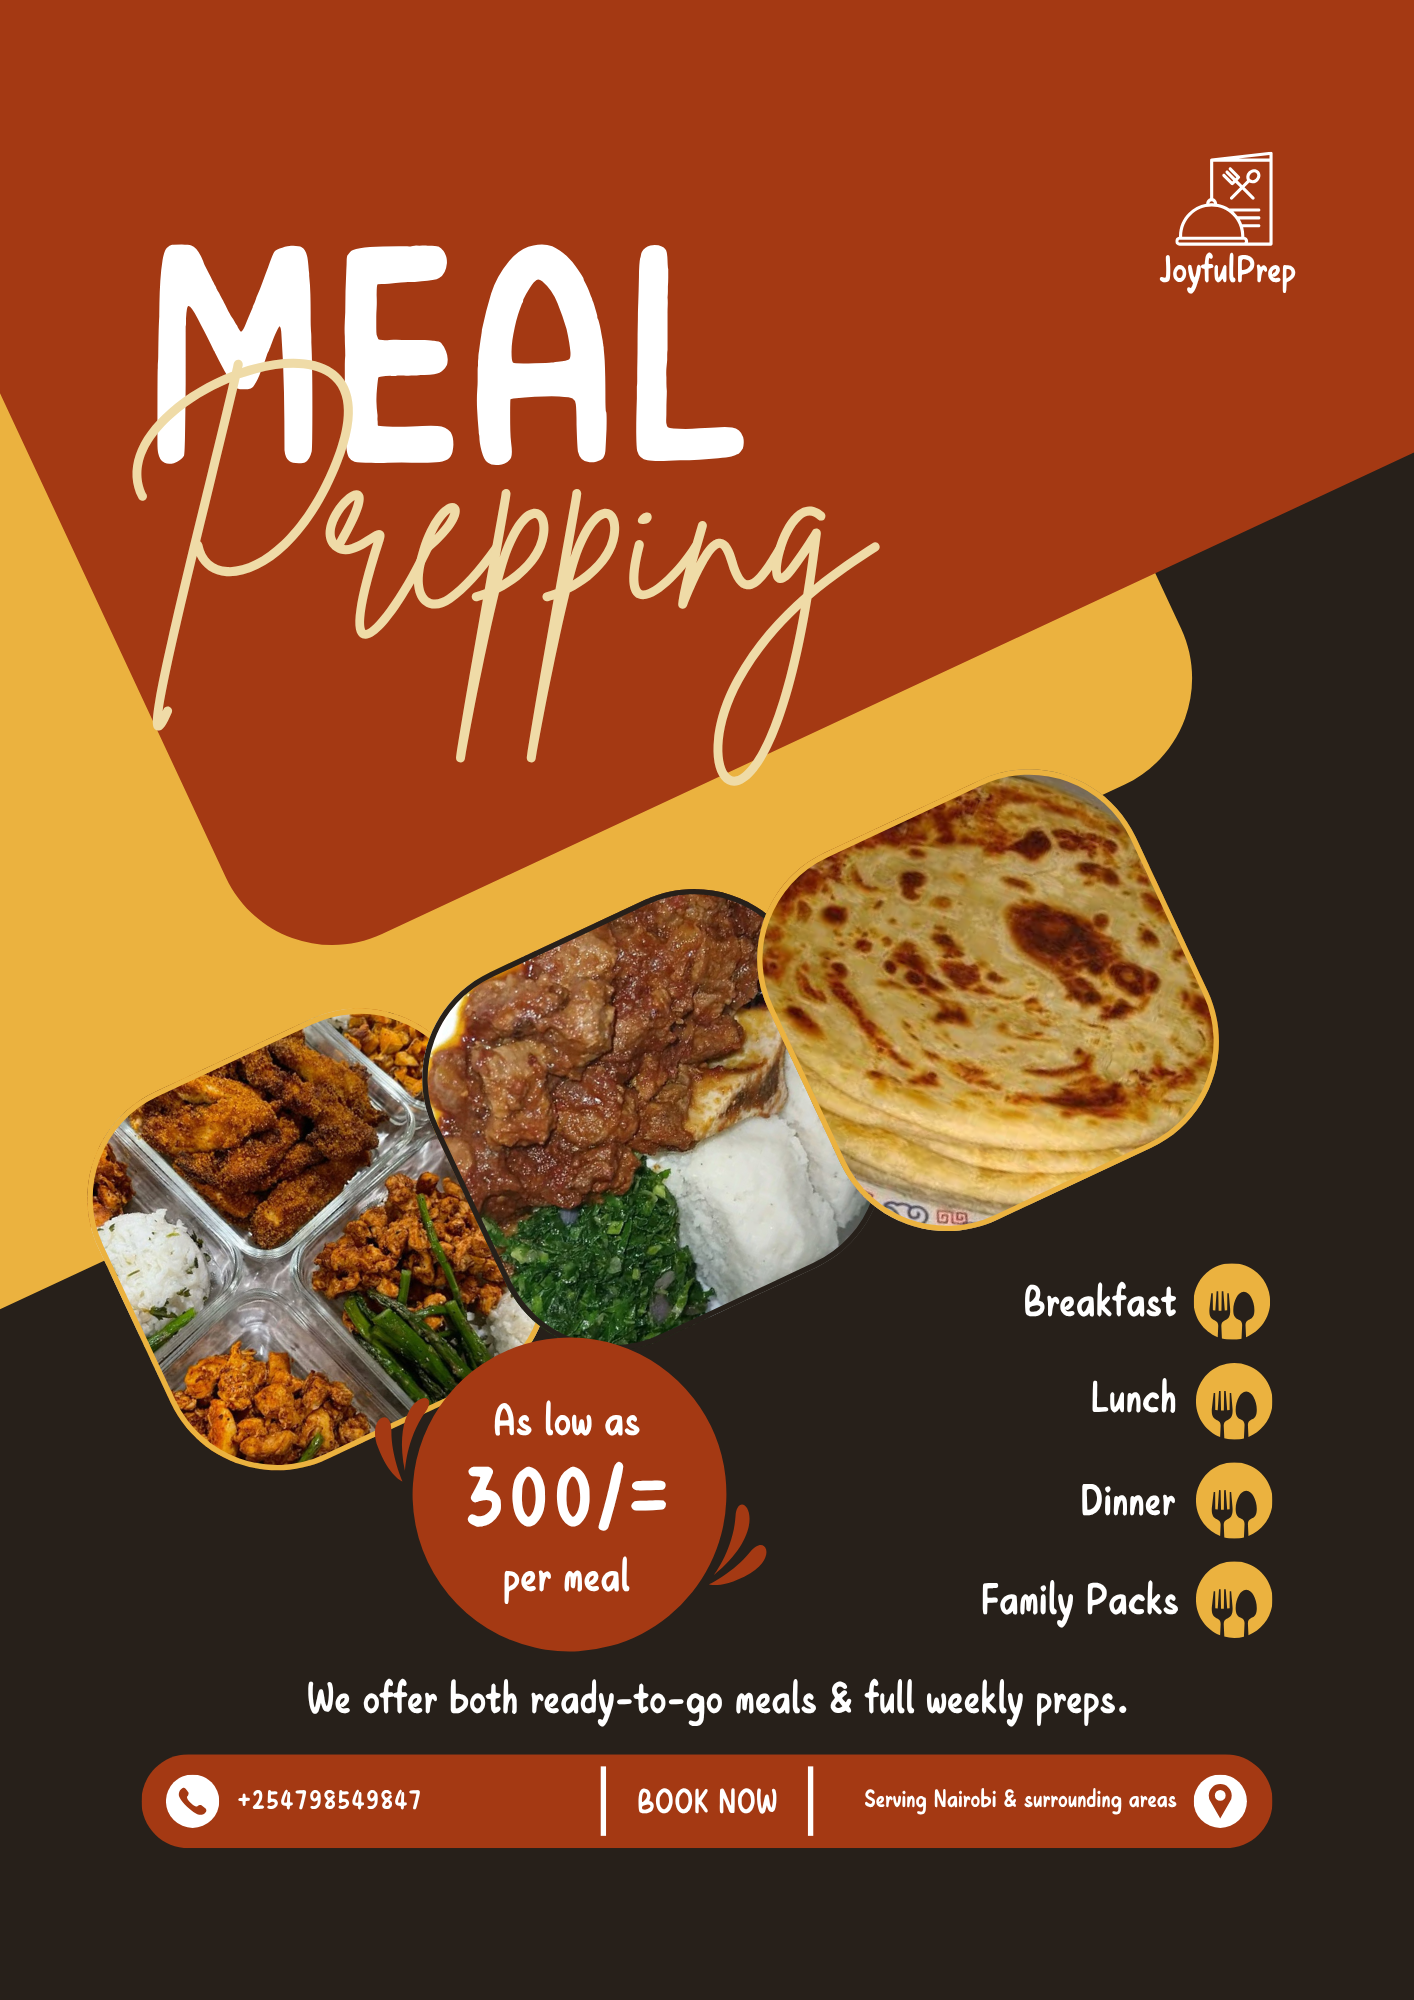 JoyfulPrep
MEAL
Prepping
Breakfast
Lunch
Dinner
Family Packs
As low as
300/=
per meal
We offer both ready-to-go meals & full weekly preps.
+254798549847
BOOK NOW
Serving Nairobi & surrounding areas